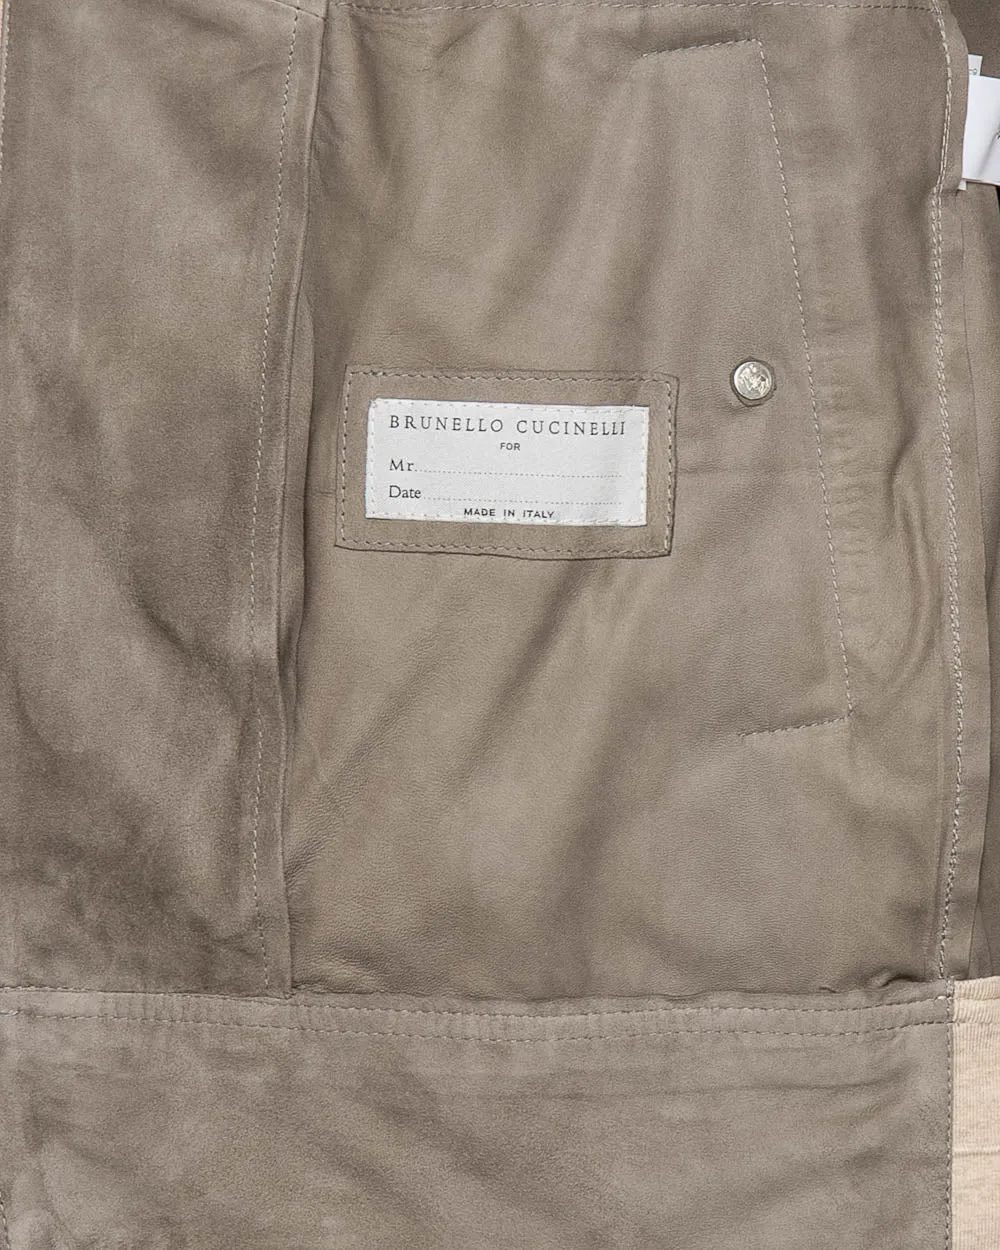 BRUNELLO CUCINELLI
FOR
Mr.
Date
MADE IN ITALY